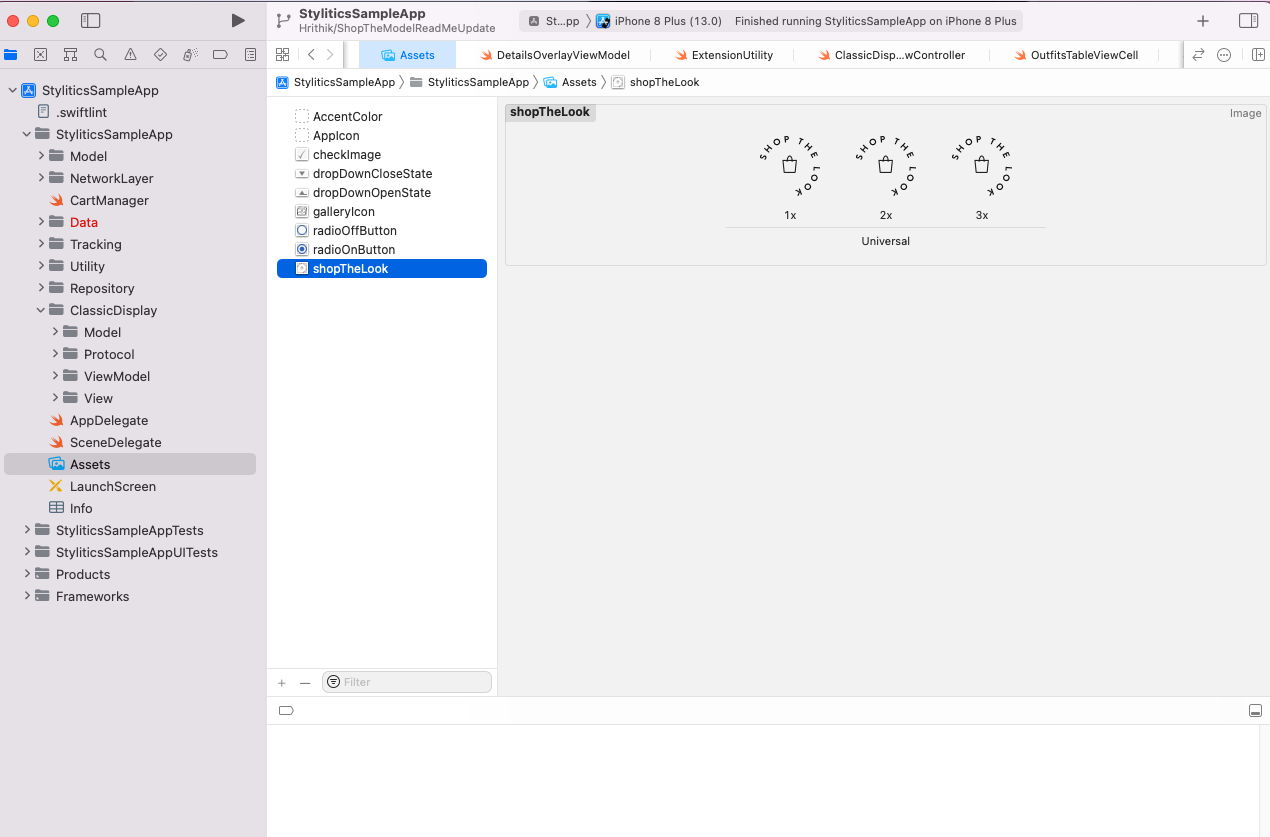 StyliticsSampleApp
Hrithik/ShopTheModelReadMeUpdate
St...pp
iPhone 8 Plus (13.0)
Finished running StyliticsSampleApp on iPhone 8 Plus
Assets
DetailsOverlayViewModel
ExtensionUtility
ClassicDisp...wController
OutfitsTableViewCell
StyliticsSampleApp
StyliticsSampleApp
Assets
shopTheLook
StyliticsSampleApp
.swiftlint
StyliticsSampleApp
Model
NetworkLayer
CartManager
Data
Tracking
Utility
Repository
ClassicDisplay
Model
Protocol
ViewModel
View
AppDelegate
SceneDelegate
Assets
LaunchScreen
Info
StyliticsSampleAppTests
StyliticsSampleAppUITests
Products
Frameworks
AccentColor
AppIcon
checkImage
dropDownCloseState
dropDownOpenState
galleryIcon
radioOffButton
radioOnButton
shopTheLook
Filter
shopTheLook
Image
SHOP THE LOOK
SHOP THE LOOK
SHOP THE LOOK
1x
2x
3x
Universal